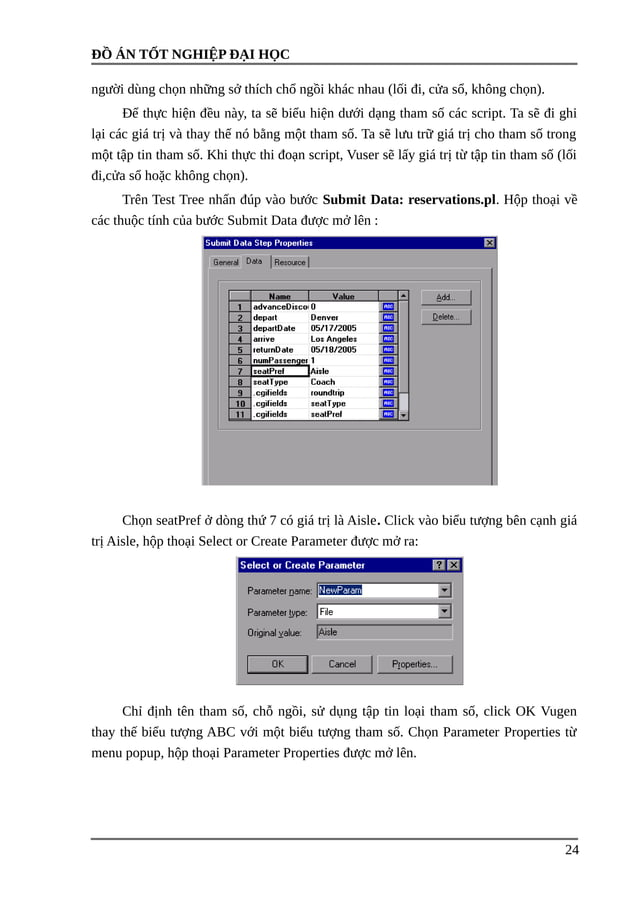 ĐỒ ÁN TỐT NGHIỆP ĐẠI HỌC
người dùng chọn những sở thích chổ ngồi khác nhau (lối đi, cửa sổ, không chọn).
Để thực hiện đều này, ta sẽ biểu hiện dưới dạng tham số các script. Ta sẽ đi ghi
lại các giá trị và thay thế nó bằng một tham số. Ta sẽ lưu trữ giá trị cho tham số trong
một tập tin tham số. Khi thực thi đoạn script, Vuser sẽ lấy giá trị từ tập tin tham số (lối
đi,cửa sổ hoặc không chọn).
Trên Test Tree nhấn đúp vào bước Submit Data: reservations.pl. Hộp thoại về
các thuộc tính của bước Submit Data được mở lên :
Submit Data Step Properties
General Data Resource
Name Value
1 advanceDisco 0 ABC
2 depart Denver ABC
3 departDate 05/17/2005 ABC
4 arrive Los Angeles ABC
5 returnDate 05/18/2005 ABC
6 numPassenger 1 ABC
7 seatPref Aisle ABC
8 seatType Coach ABC
9 .cgifields roundtrip ABC
10 .cgifields seatType ABC
11 .cgifields seatPref ABC
Add...
Delete...
Chọn seatPref ở dòng thứ 7 có giá trị là Aisle. Click vào biểu tượng bên cạnh giá
trị Aisle, hộp thoại Select or Create Parameter được mở ra:
Select or Create Parameter
Parameter name: NewParam
Parameter type: File
Original value: Aisle
OK Cancel Properties...
Chỉ định tên tham số, chỗ ngồi, sử dụng tập tin loại tham số, click OK Vugen
thay thế biểu tượng ABC với một biểu tượng tham số. Chọn Parameter Properties từ
menu popup, hộp thoại Parameter Properties được mở lên.
24